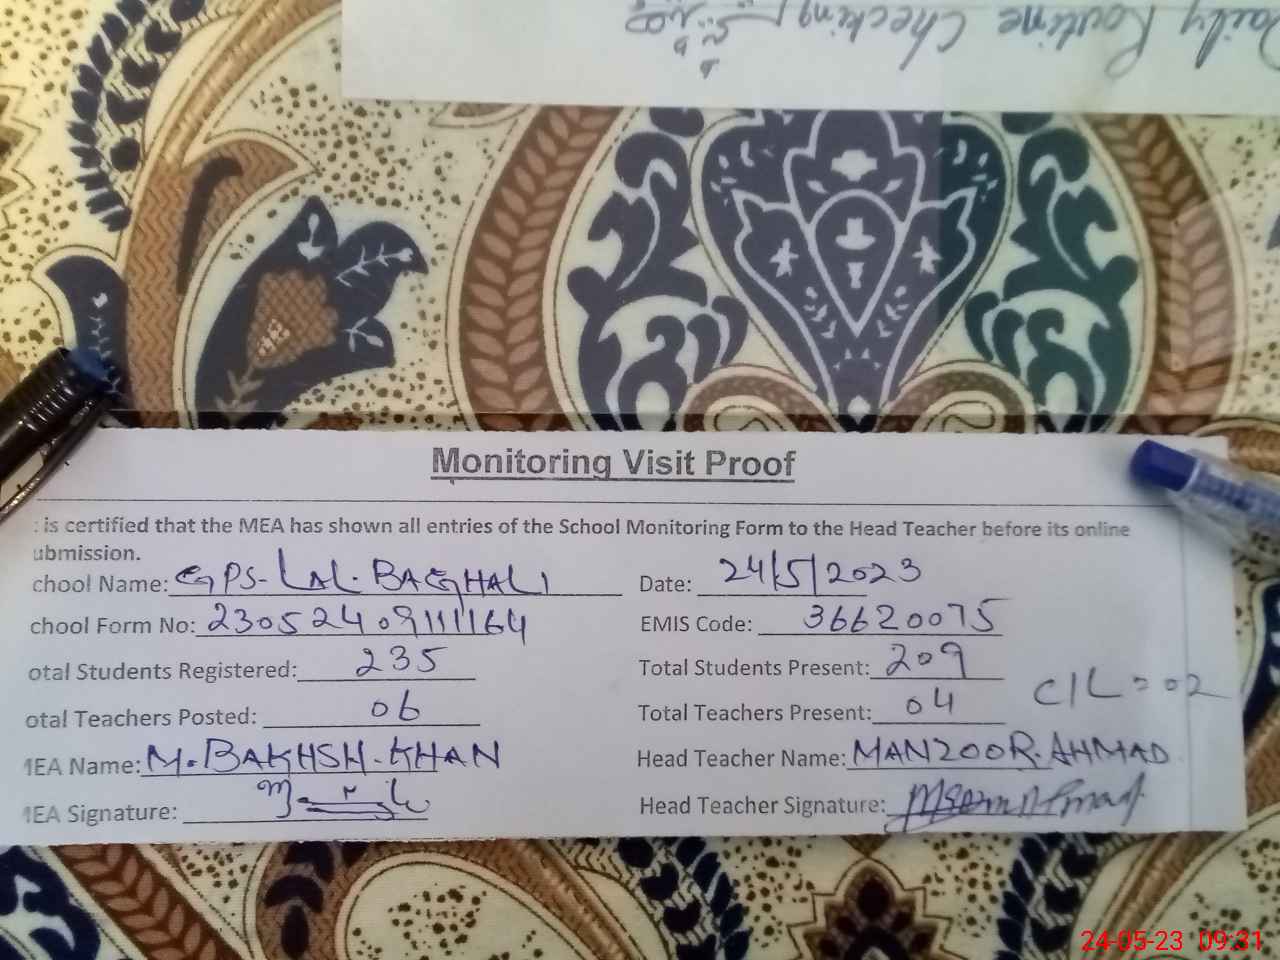 Daily Routine Checking
Monitoring Visit Proof
: is certified that the MEA has shown all entries of the School Monitoring Form to the Head Teacher before its online
ubmission.
chool Name: GPS-LAL.BAGHALI Date: 24/5/2023
chool Form No: 23052409111164 EMIS Code: 36620075
otal Students Registered: 235 Total Students Present: 209
otal Teachers Posted: 06 Total Teachers Present: 04 C/L = 02
MEA Name: M.BAKHSH.KHAN Head Teacher Name: MANZOOR.AHMAD
MEA Signature: Head Teacher Signature:
24-05-23 09:31